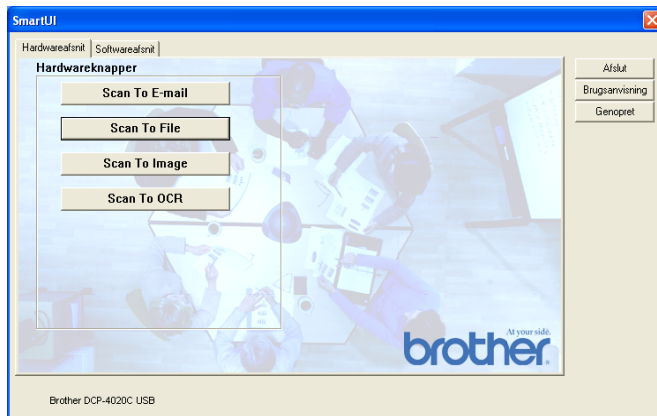 SmartUI
Hardwareafsnit Softwareafsnit
Hardwareknapper
Scan To E-mail
Scan To File
Scan To Image
Scan To OCR
Afslut
Brugsanvisning
Genopret
At your side.
brother
Brother DCP-4020C USB